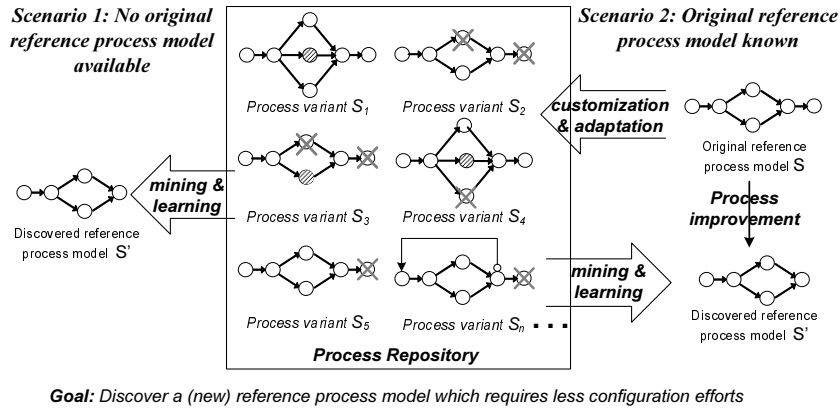 Scenario 1: No original
reference process model
available
Scenario 2: Original reference
process model known
Process variant S1
Process variant S2
customization
& adaptation
Original reference
process model S
mining &
learning
Process variant S3
Process variant S4
Process
improvement
Discovered reference
process model S'
mining &
learning
Process variant S5
Process variant Sn ...
Discovered reference
process model S'
Process Repository
Goal: Discover a (new) reference process model which requires less configuration efforts